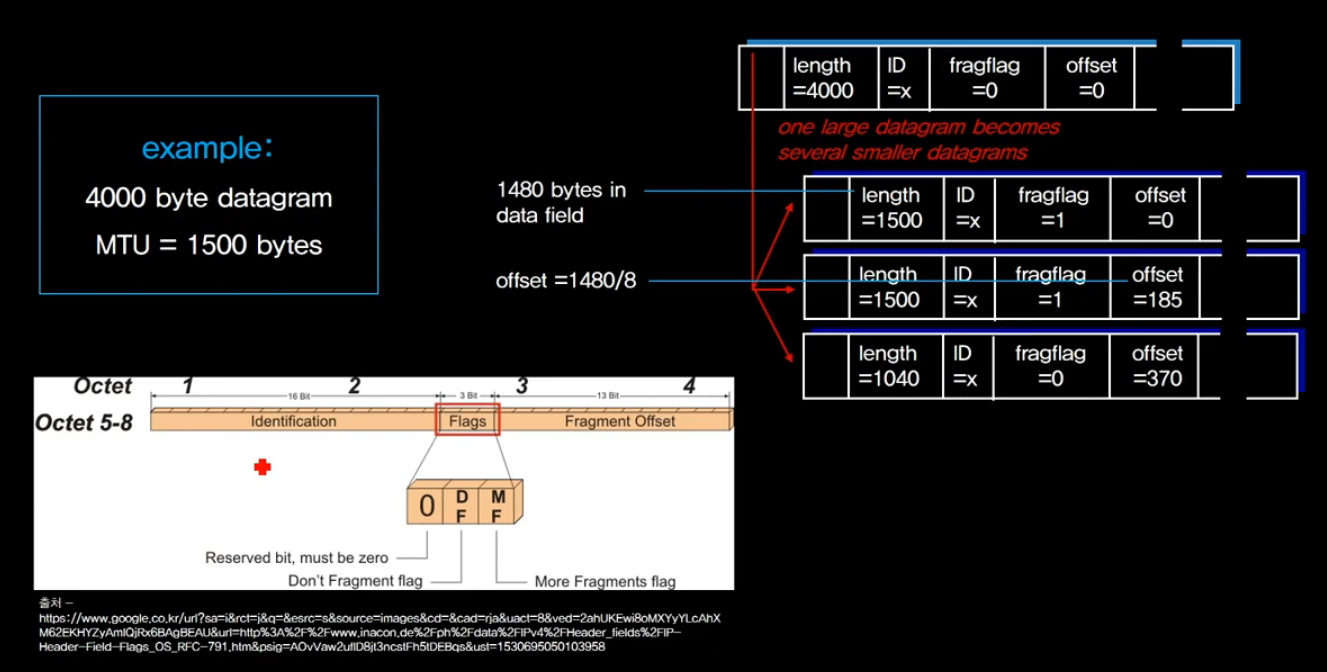 example:
4000 byte datagram
MTU = 1500 bytes
length ID fragflag offset
=4000 =x =0 =0
one large datagram becomes
several smaller datagrams
1480 bytes in
data field
length ID fragflag offset
=1500 =x =1 =0
offset =1480/8
length ID fragflag offset
=1500 =x =1 =185
length ID fragflag offset
=1040 =x =0 =370
Octet 1 2 3 4
16 Bit 3 Bit 13 Bit
Octet 5-8 Identification Flags Fragment Offset
0 D F M F
Reserved bit, must be zero
Don't Fragment flag More Fragments flag
출처 –
https://www.google.co.kr/url?sa=i&rct=j&q=&esrc=s&source=images&cd=&cad=rja&uact=8&ved=2ahUKEwi8oMXYyYLcAhX
M62EKHYZyAmIQjRx6BAgBEAU&url=http%3A%2F%2Fwww.inacon.de%2Fph%2Fdata%2FIPv4%2FHeader_fields%2FIP-
Header-Field-Flags_OS_RFC-791.htm&psig=AOvVaw2uflD8jt3ncstFh5tDEBqs&ust=1530695050103958